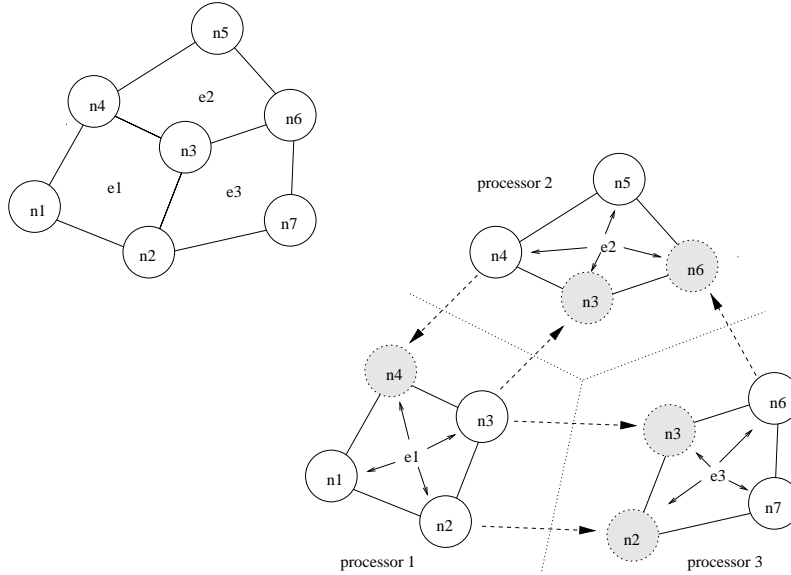 n5
e2
n4
n6
n3
e1
e3
n1
n7
n2
processor 2
n5
n4
e2
n6
n3
n4
n3
e1
n1
n2
processor 1
n6
n3
e3
n7
n2
processor 3